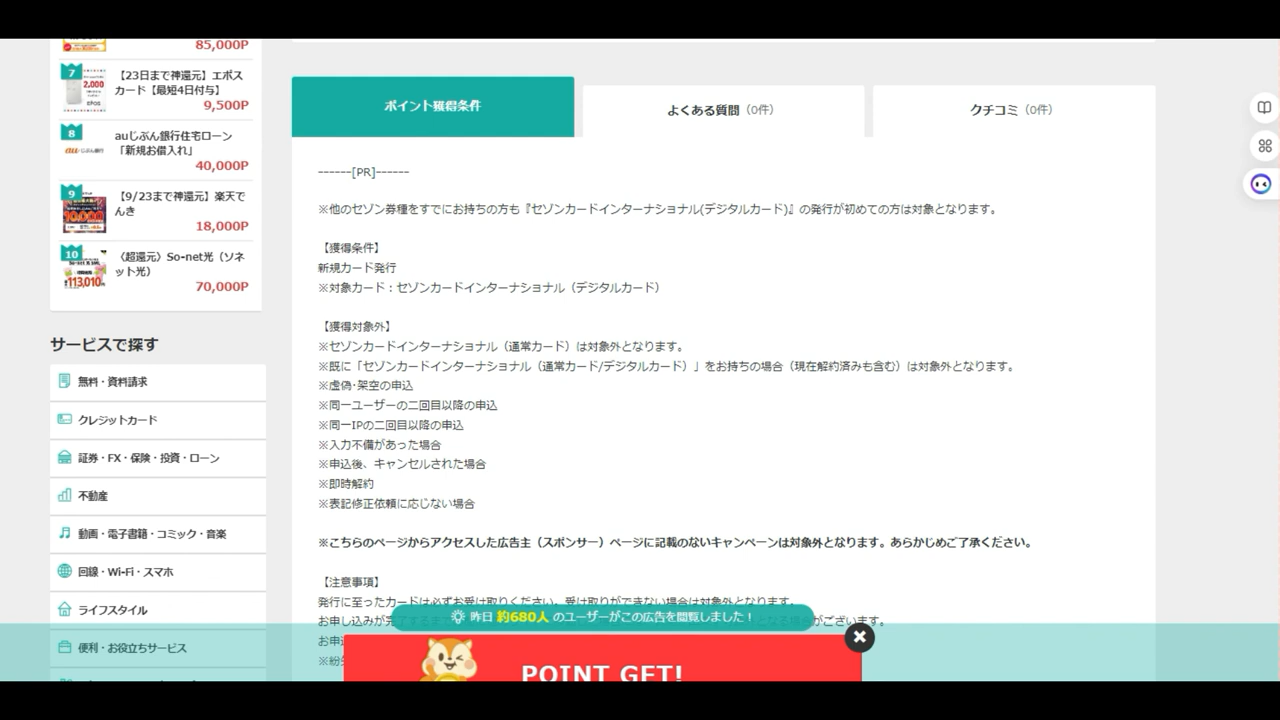 85,000P
7
【23日まで神還元】エポス
カード【最短4日付与】
2,000
EPOS
9,500P
8
auじぶん銀行住宅ローン
「新規お借入れ」
auじぶん銀行
40,000P
9
【9/23まで神還元】楽天で
んき
18,000P
10
〈超還元〉So-net光（ソネ
ット光）
113,010
70,000P
サービスで探す
無料・資料請求
クレジットカード
証券・FX・保険・投資・ローン
不動産
動画・電子書籍・コミック・音楽
回線・Wi-Fi・スマホ
ライフスタイル
便利・お役立ちサービス
ポイント獲得条件
よくある質問（0件）
クチコミ（0件）
------[PR]------
※他のセゾン券種をすでにお持ちの方も『セゾンカードインターナショナル(デジタルカード)』の発行が初めての方は対象となります。
【獲得条件】
新規カード発行
※対象カード：セゾンカードインターナショナル（デジタルカード）
【獲得対象外】
※セゾンカードインターナショナル（通常カード）は対象外となります。
※既に「セゾンカードインターナショナル（通常カード/デジタルカード）」をお持ちの場合（現在解約済みも含む）は対象外となります。
※虚偽･架空の申込
※同一ユーザーの二回目以降の申込
※同一IPの二回目以降の申込
※入力不備があった場合
※申込後、キャンセルされた場合
※即時解約
※表記修正依頼に応じない場合
※こちらのページからアクセスした広告主（スポンサー）ページに記載のないキャンペーンは対象外となります。あらかじめご了承ください。
【注意事項】
発行に至ったカードは必ずお受け取りください。受け取りができない場合は対象外となります。
昨日 約680人 のユーザーがこの広告を閲覧しました！
お申し込みが完了
がございます。
お申
※紛
POINT GET!